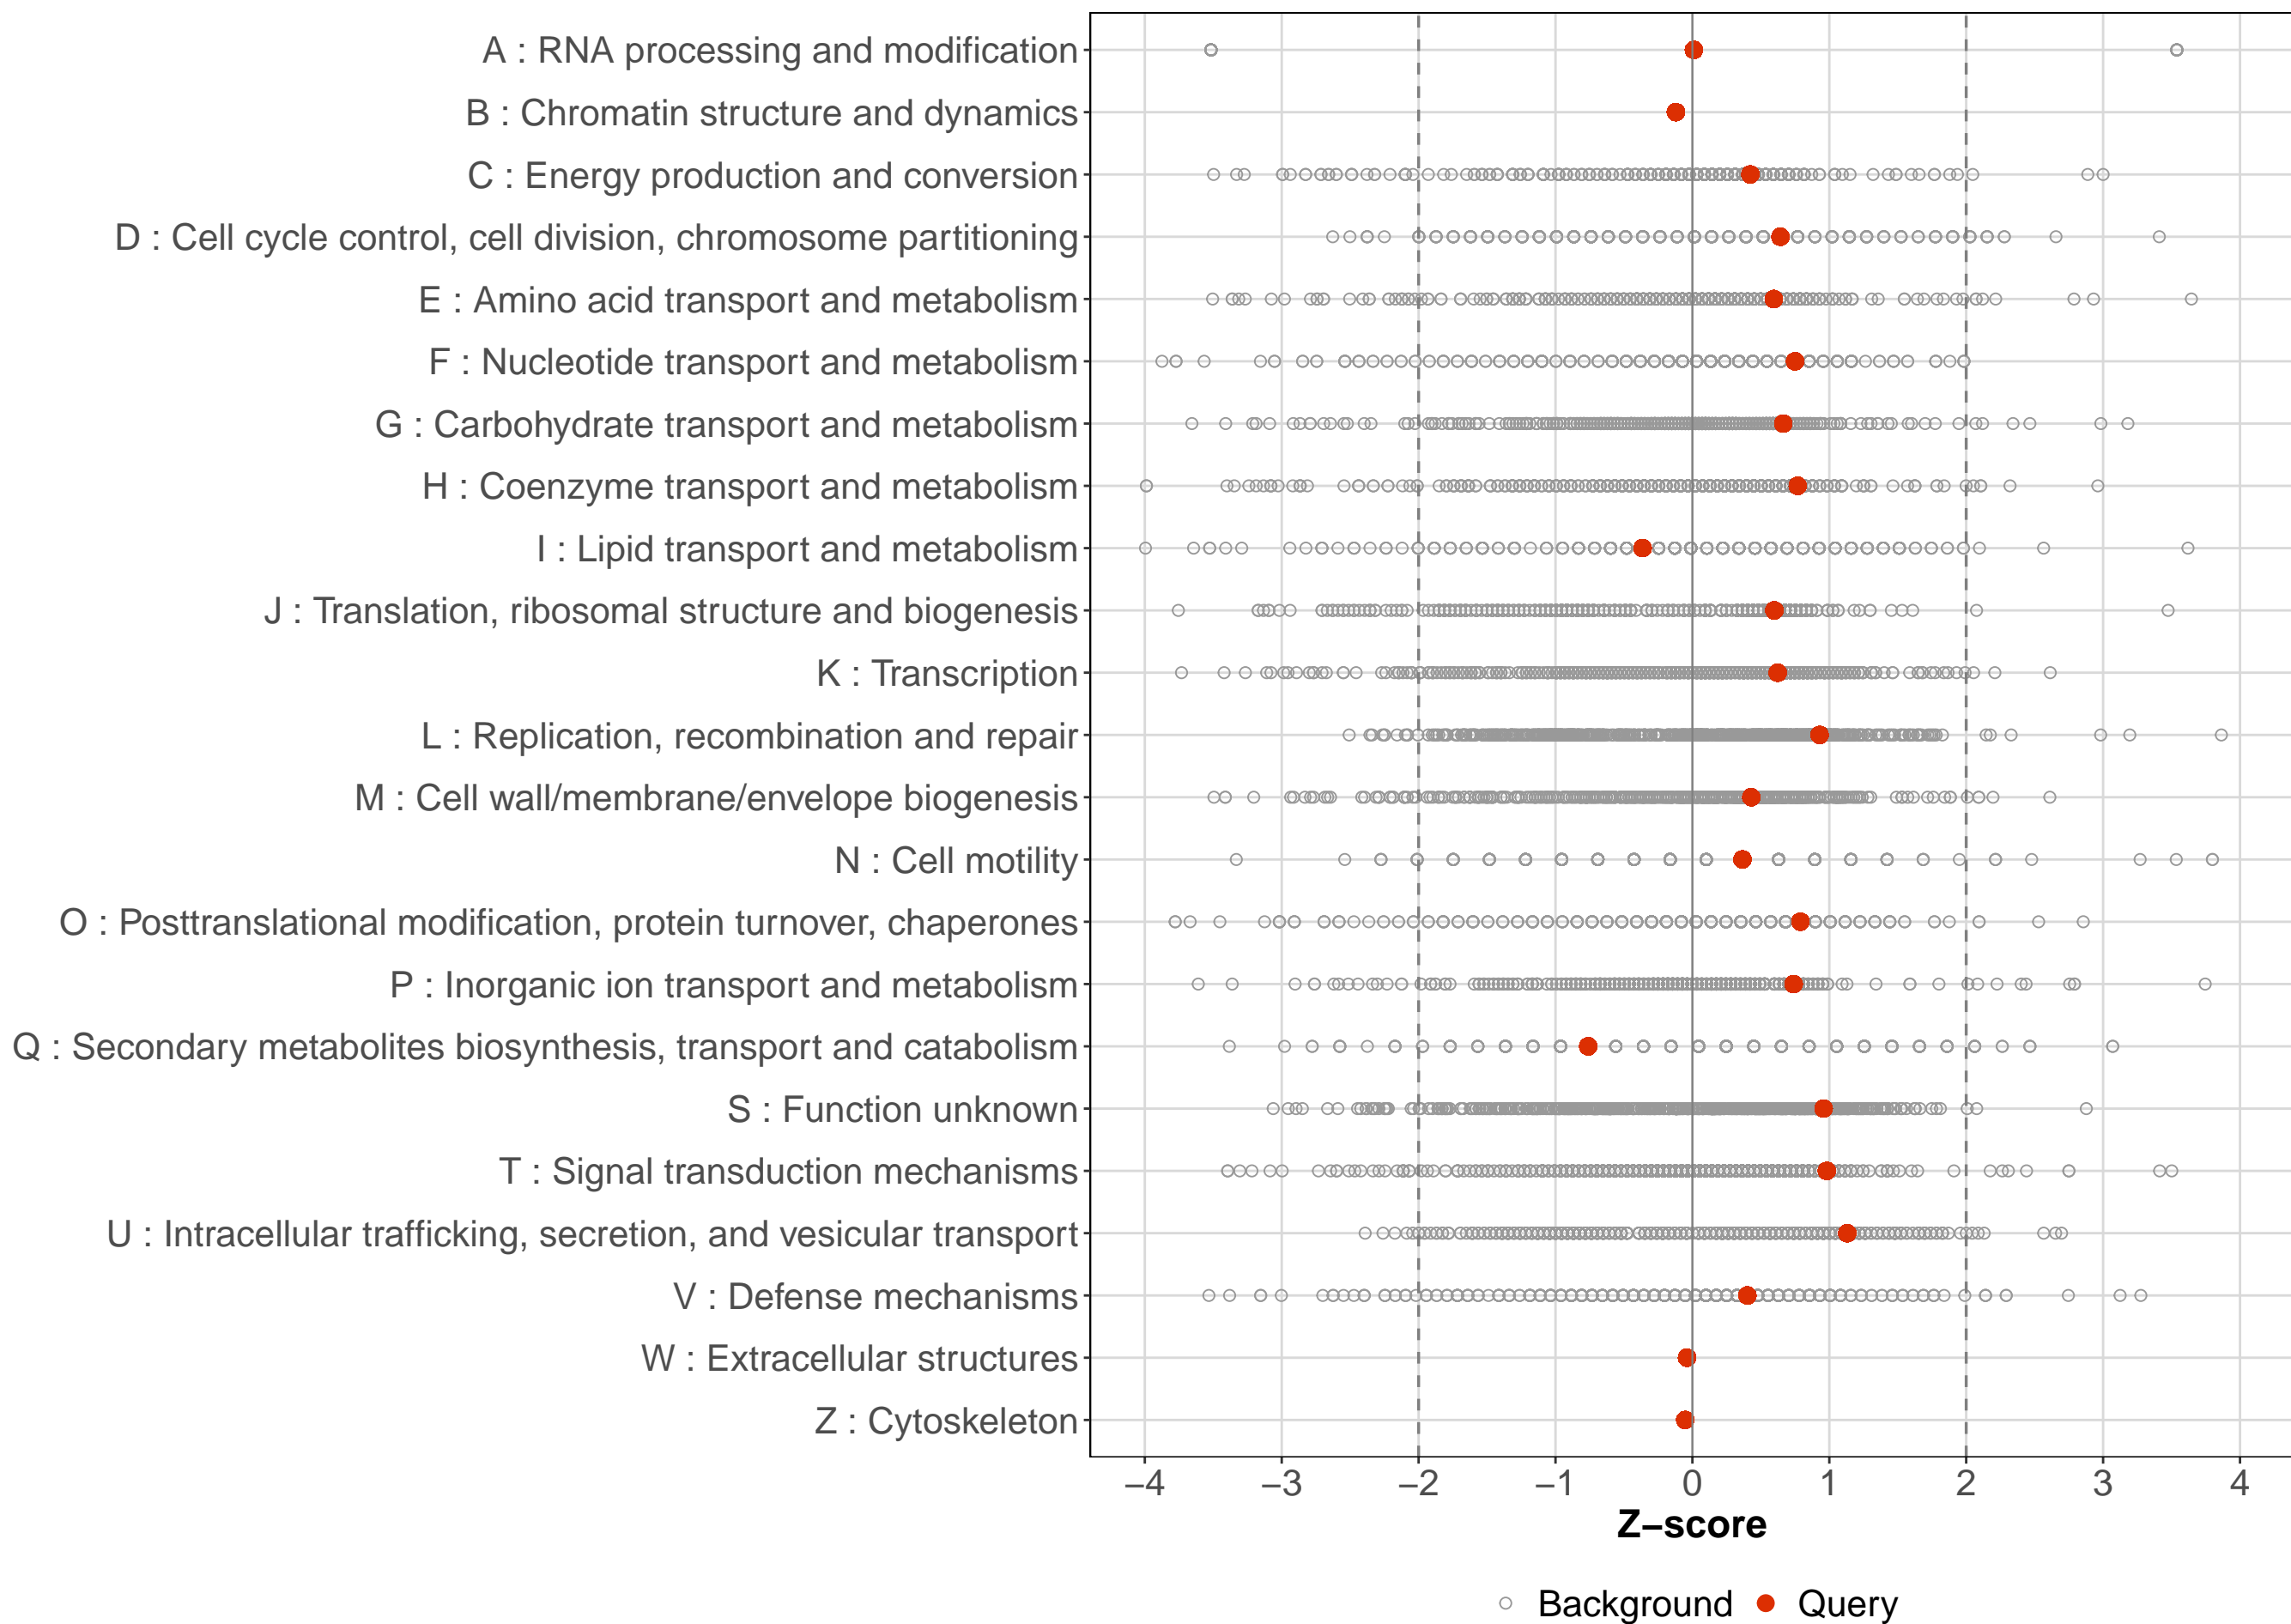 A : RNA processing and modification
B : Chromatin structure and dynamics
C : Energy production and conversion
D : Cell cycle control, cell division, chromosome partitioning
E : Amino acid transport and metabolism
F : Nucleotide transport and metabolism
G : Carbohydrate transport and metabolism
H : Coenzyme transport and metabolism
I : Lipid transport and metabolism
J : Translation, ribosomal structure and biogenesis
K : Transcription
L : Replication, recombination and repair
M : Cell wall/membrane/envelope biogenesis
N : Cell motility
O : Posttranslational modification, protein turnover, chaperones
P : Inorganic ion transport and metabolism
Q : Secondary metabolites biosynthesis, transport and catabolism
S : Function unknown
T : Signal transduction mechanisms
U : Intracellular trafficking, secretion, and vesicular transport
V : Defense mechanisms
W : Extracellular structures
Z : Cytoskeleton
−4 −3 −2 −1 0 1 2 3 4
Z−score
Background Query